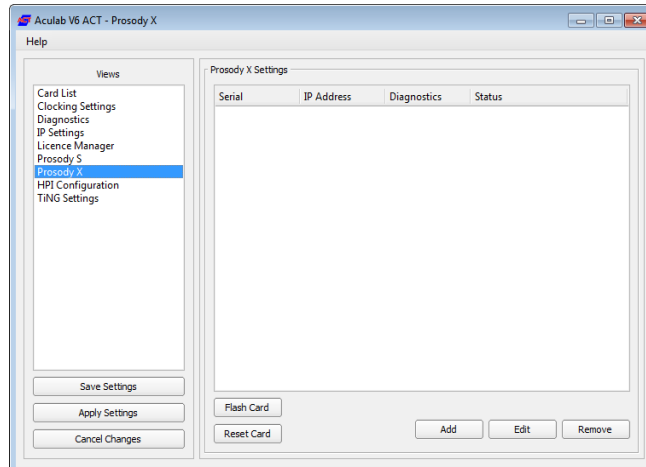 Aculab V6 ACT - Prosody X
Help
Views
Card List
Clocking Settings
Diagnostics
IP Settings
Licence Manager
Prosody S
Prosody X
HPI Configuration
TiNG Settings
Save Settings
Apply Settings
Cancel Changes
Prosody X Settings
Serial IP Address Diagnostics Status
Flash Card
Reset Card
Add Edit Remove